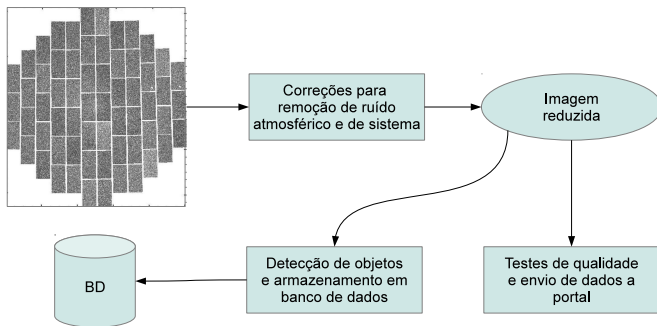 Correções para
remoção de ruído
atmosférico e de sistema
Imagem
reduzida
BD
Detecção de objetos
e armazenamento em
banco de dados
Testes de qualidade
e envio de dados a
portal